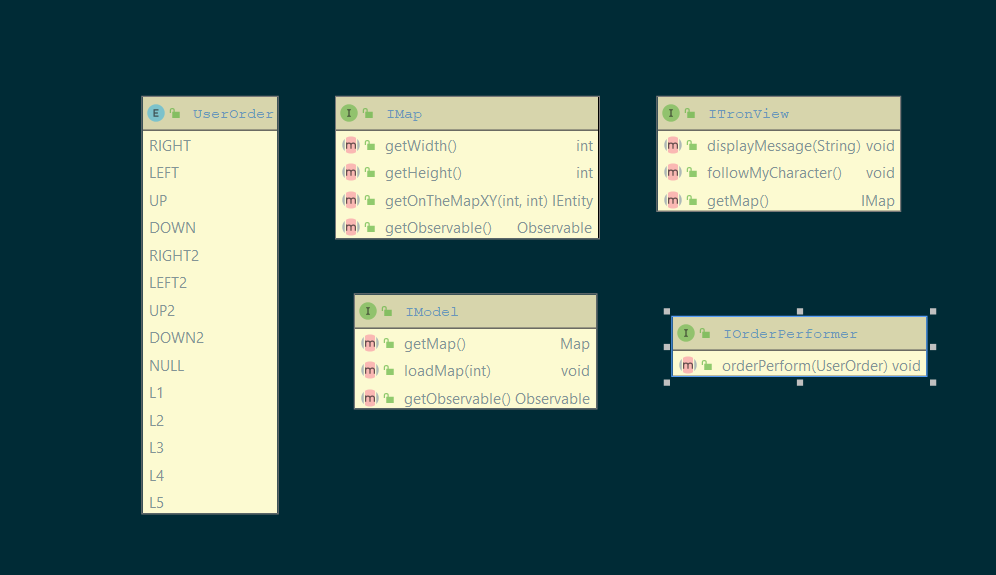 E UserOrder
RIGHT
LEFT
UP
DOWN
RIGHT2
LEFT2
UP2
DOWN2
NULL
L1
L2
L3
L4
L5
I IMap
m getWidth() int
m getHeight() int
m getOnTheMapXY(int, int) IEntity
m getObservable() Observable
I ITronView
m displayMessage(String) void
m followMyCharacter() void
m getMap() IMap
I IModel
m getMap() Map
m loadMap(int) void
m getObservable() Observable
I IOrderPerformer
m orderPerform(UserOrder) void